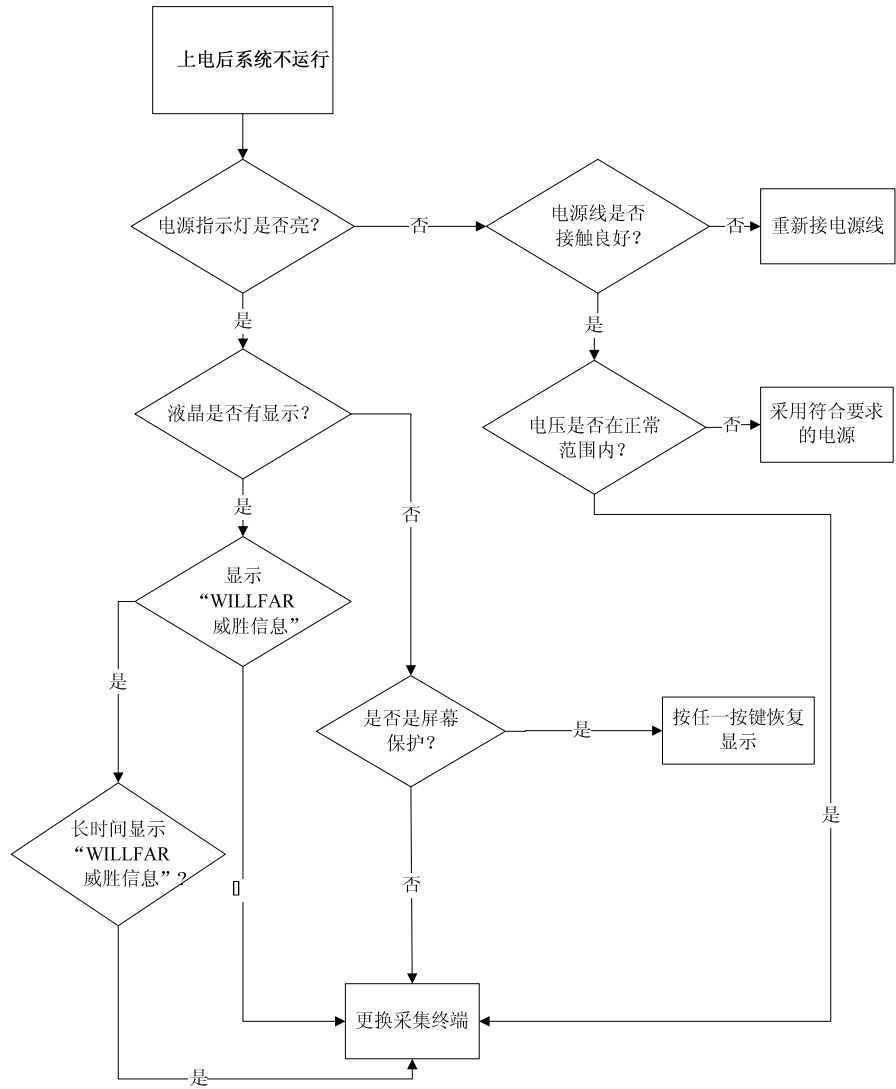 上电后系统不运行
电源指示灯是否亮？
否
电源线是否
接触良好？
否
重新接电源线
是
是
液晶是否有显示？
电压是否在正常
范围内？
否
采用符合要求
的电源
是
否
显示
“WILLFAR
威胜信息”
是
是否是屏幕
保护？
是
按任一按键恢复
显示
是
长时间显示
“WILLFAR
威胜信息”？
否
更换采集终端
是